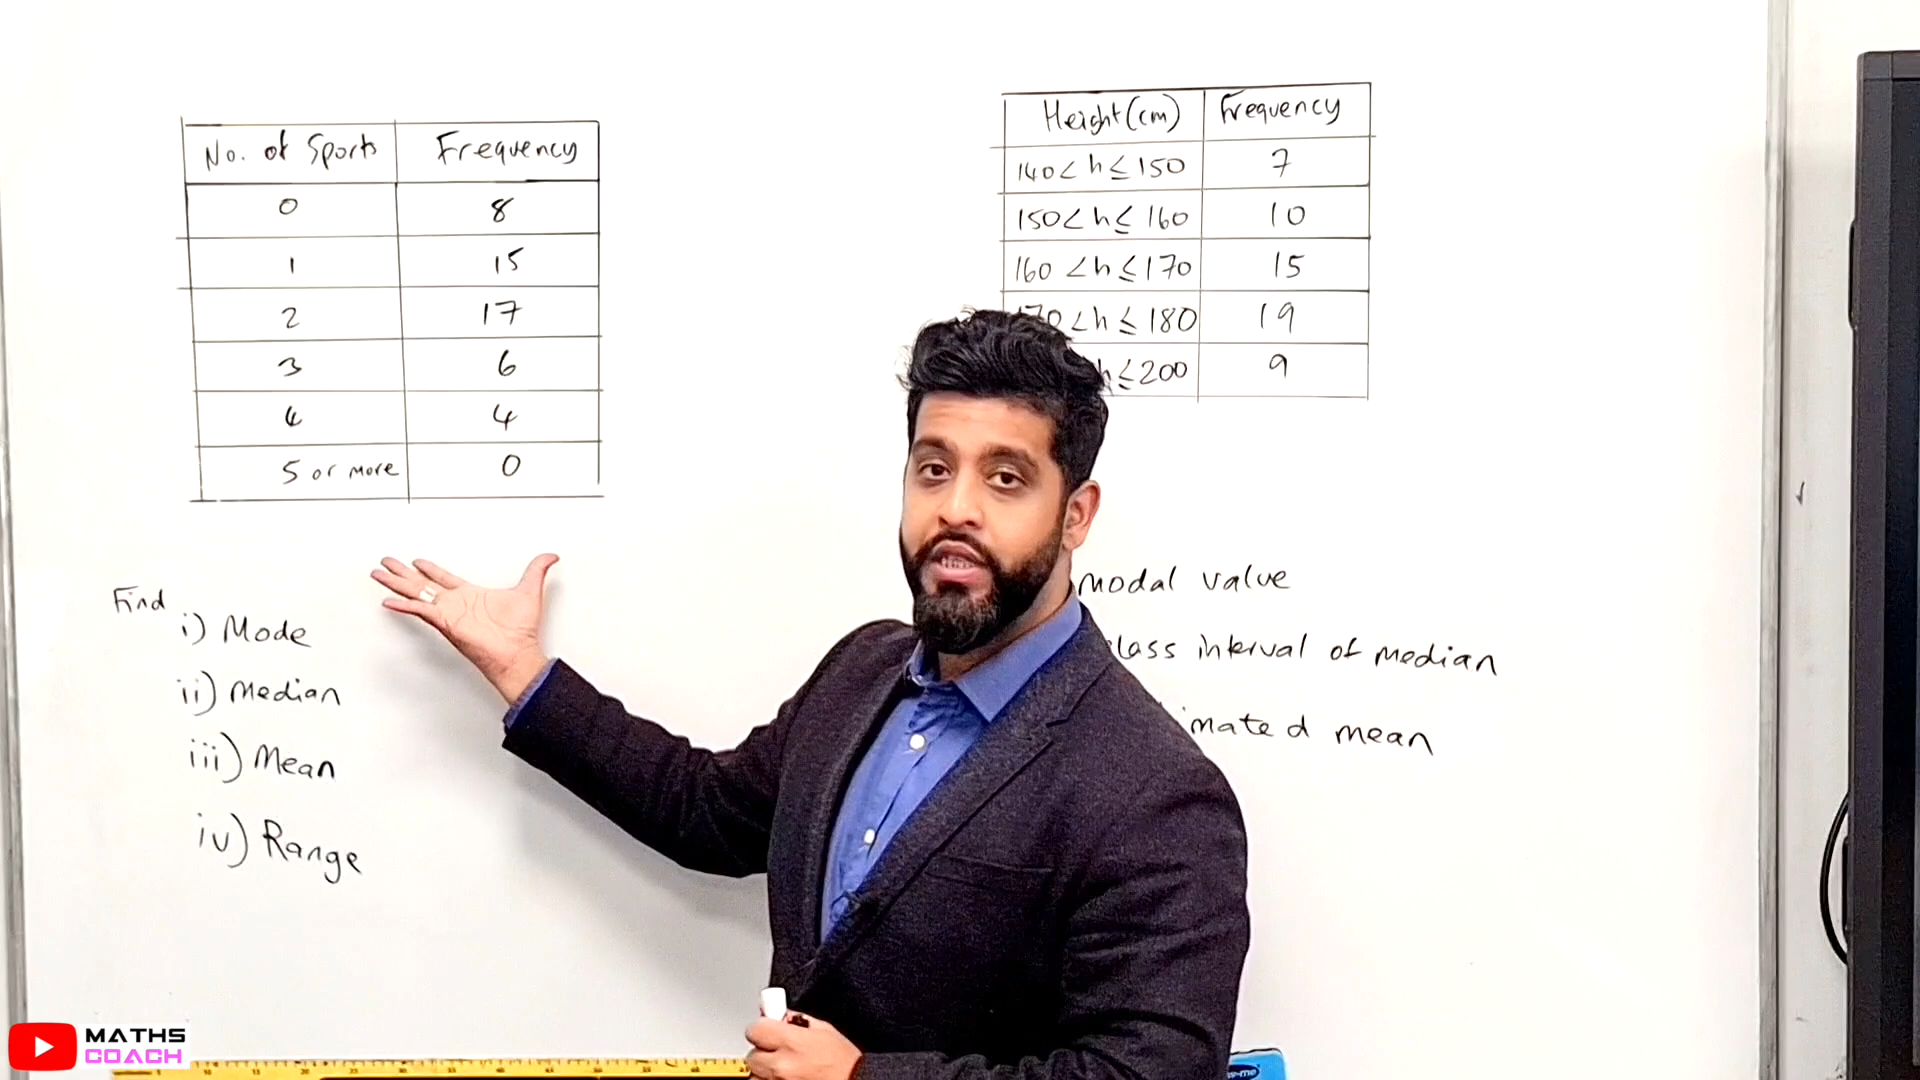 No. of Sports Frequency
0 8
1 15
2 17
3 6
4 4
5 or more 0
Find
i) Mode
ii) Median
iii) Mean
iv) Range
Height (cm) Frequency
140 < h ≤ 150 7
150 < h ≤ 160 10
160 < h ≤ 170 15
< h ≤ 180 19
h ≤ 200 9
modal value
class interval of median
mean
MATHS
COACH